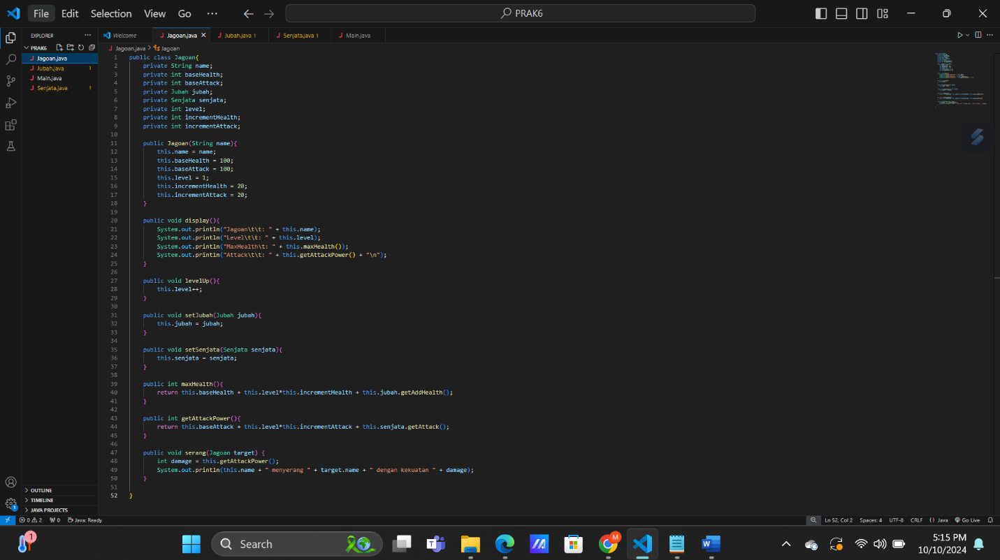 File Edit Selection View Go ··· PRAK6
EXPLORER ···
PRAK6
Jagoan.java
Jubah.java 1
Main.java
Senjata.java 1
OUTLINE
TIMELINE
JAVA PROJECTS
Welcome Jagoan.java Jubah.java 1 Senjata.java 1 Main.java
Jagoan.java > Jagoan
1 public class Jagoan{
2 private String name;
3 private int baseHealth;
4 private int baseAttack;
5 private Jubah jubah;
6 private Senjata senjata;
7 private int level;
8 private int incrementHealth;
9 private int incrementAttack;
10
11 public Jagoan(String name){
12 this.name = name;
13 this.baseHealth = 100;
14 this.baseAttack = 100;
15 this.level = 1;
16 this.incrementHealth = 20;
17 this.incrementAttack = 20;
18 }
19
20 public void display(){
21 System.out.println("Jagoan\t\t: " + this.name);
22 System.out.println("Level\t\t: " + this.level);
23 System.out.println("MaxHealth\t: " + this.maxHealth());
24 System.out.println("Attack\t\t: " + this.getAttackPower() + "\n");
25 }
26
27 public void levelUp(){
28 this.level++;
29 }
30
31 public void setJubah(Jubah jubah){
32 this.jubah = jubah;
33 }
34
35 public void setSenjata(Senjata senjata){
36 this.senjata = senjata;
37 }
38
39 public int maxHealth(){
40 return this.baseHealth + this.level*this.incrementHealth + this.jubah.getAddHealth();
41 }
42
43 public int getAttackPower(){
44 return this.baseAttack + this.level*this.incrementAttack + this.senjata.getAttack();
45 }
46
47 public void serang(Jagoan target) {
48 int damage = this.getAttackPower();
49 System.out.println(this.name + " menyerang " + target.name + " dengan kekuatan " + damage);
50 }
51
52 }
1
0 2 0 Java: Ready Ln 52, Col 2 Spaces: 4 UTF-8 CRLF {} Java Go Live
1 Search T M W 5:15 PM
10/10/2024